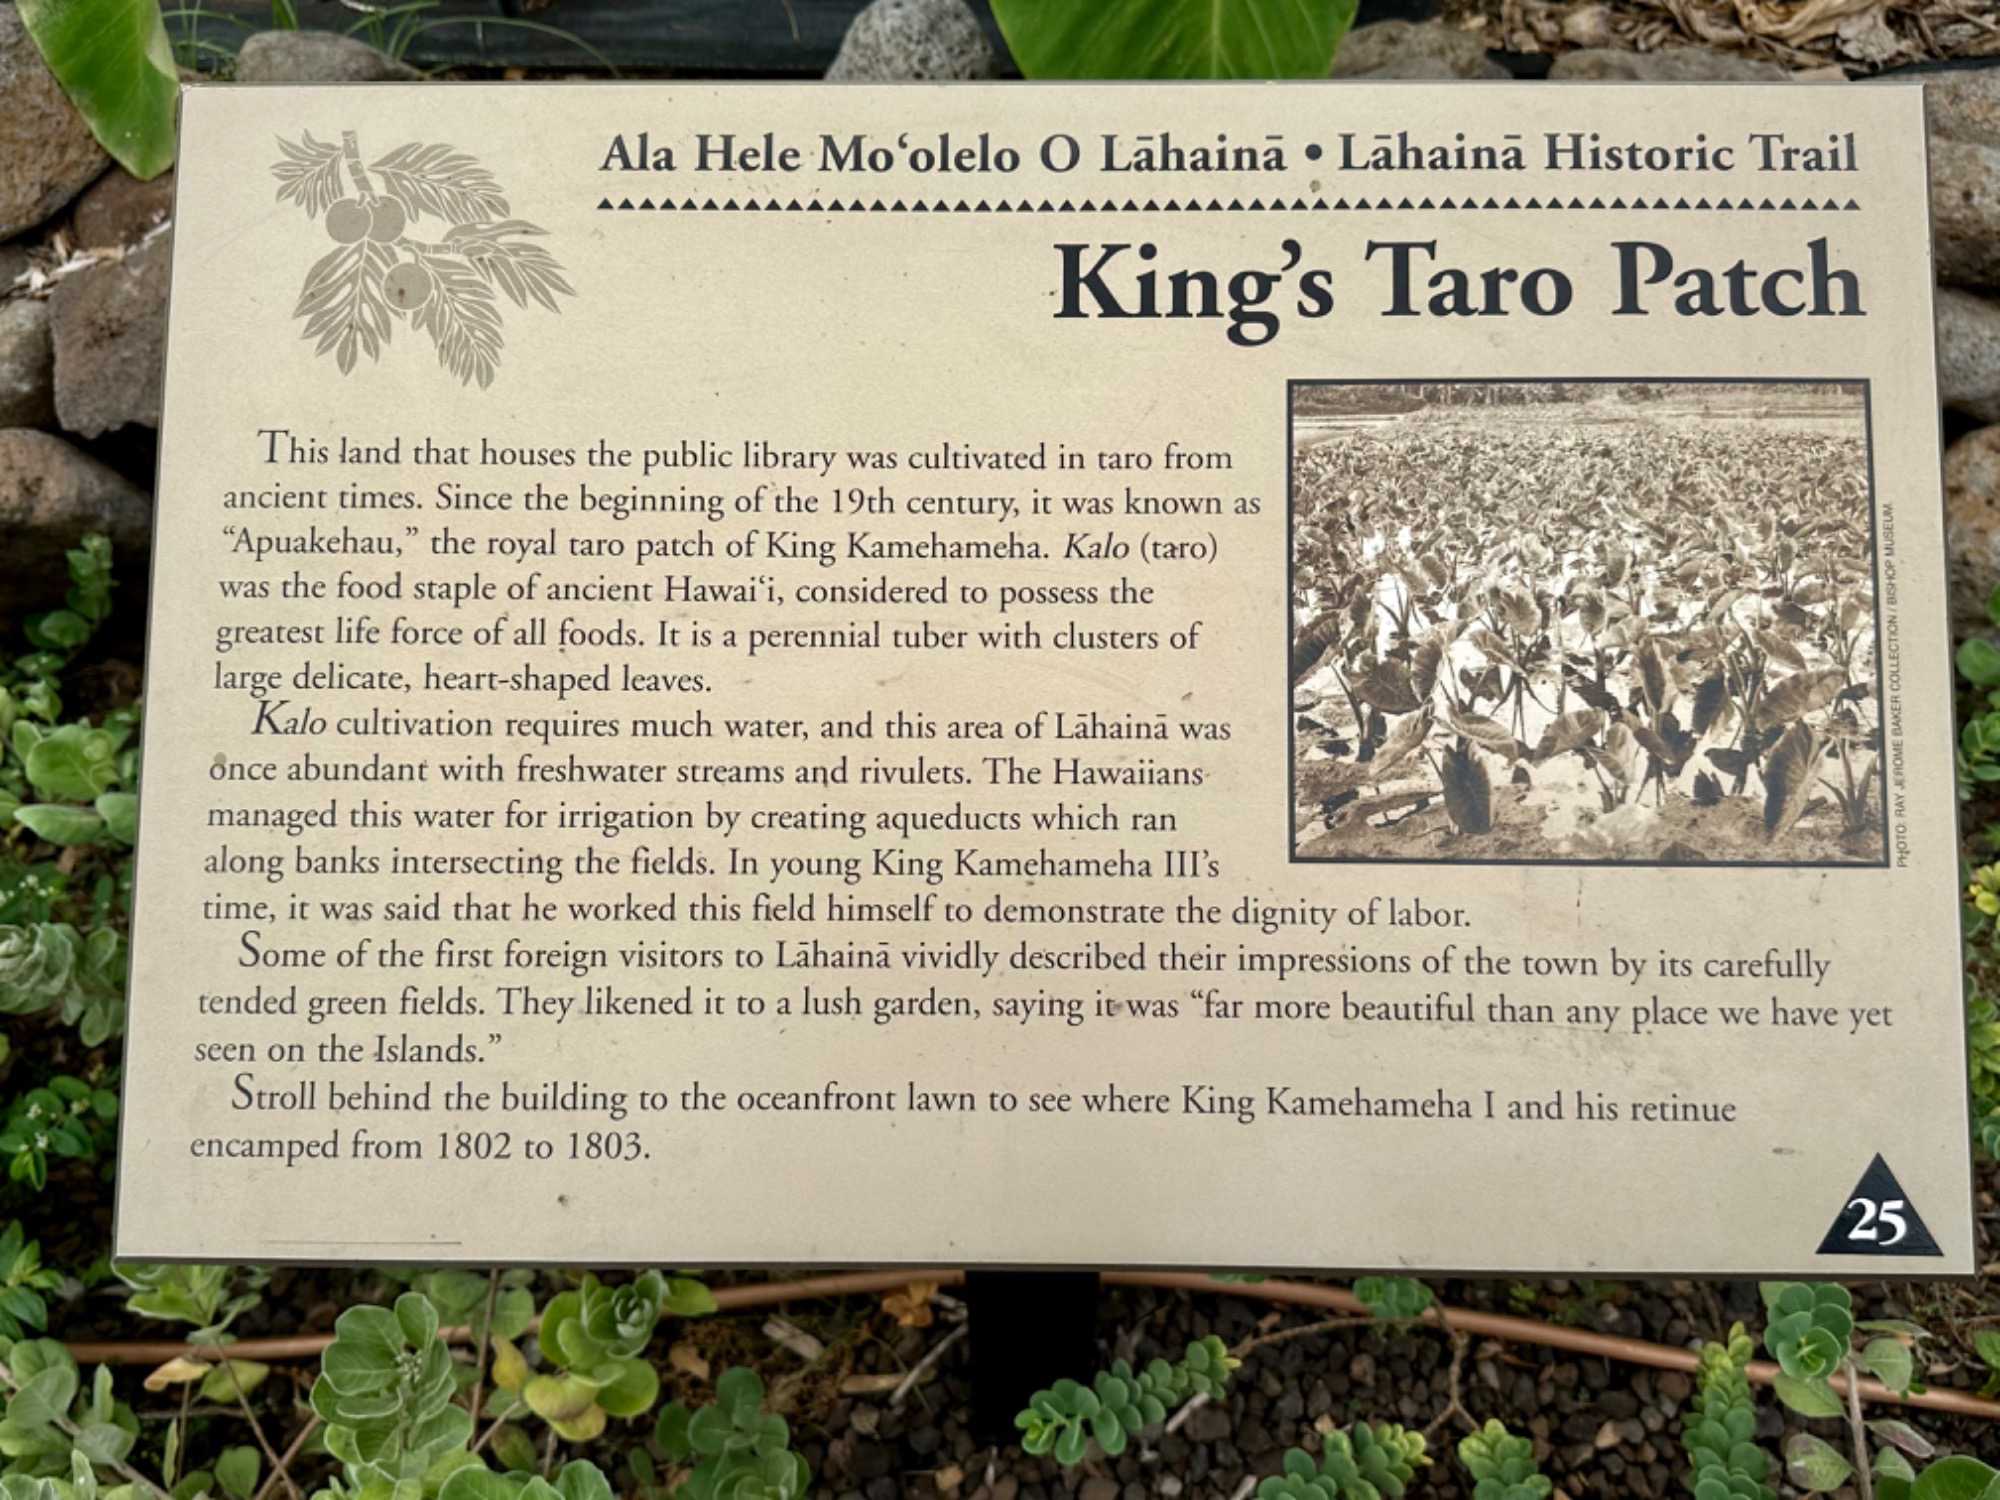 Ala Hele Mo‘olelo O Lāhainā • Lāhainā Historic Trail
King’s Taro Patch
This land that houses the public library was cultivated in taro from
ancient times. Since the beginning of the 19th century, it was known as
“Apuakehau,” the royal taro patch of King Kamehameha. Kalo (taro)
was the food staple of ancient Hawai‘i, considered to possess the
greatest life force of all foods. It is a perennial tuber with clusters of
large delicate, heart-shaped leaves.
Kalo cultivation requires much water, and this area of Lāhainā was
once abundant with freshwater streams and rivulets. The Hawaiians
managed this water for irrigation by creating aqueducts which ran
along banks intersecting the fields. In young King Kamehameha III’s
time, it was said that he worked this field himself to demonstrate the dignity of labor.
Some of the first foreign visitors to Lāhainā vividly described their impressions of the town by its carefully
tended green fields. They likened it to a lush garden, saying it was “far more beautiful than any place we have yet
seen on the Islands.”
Stroll behind the building to the oceanfront lawn to see where King Kamehameha I and his retinue
encamped from 1802 to 1803.
PHOTO: RAY JEROME BAKER COLLECTION / BISHOP MUSEUM
25